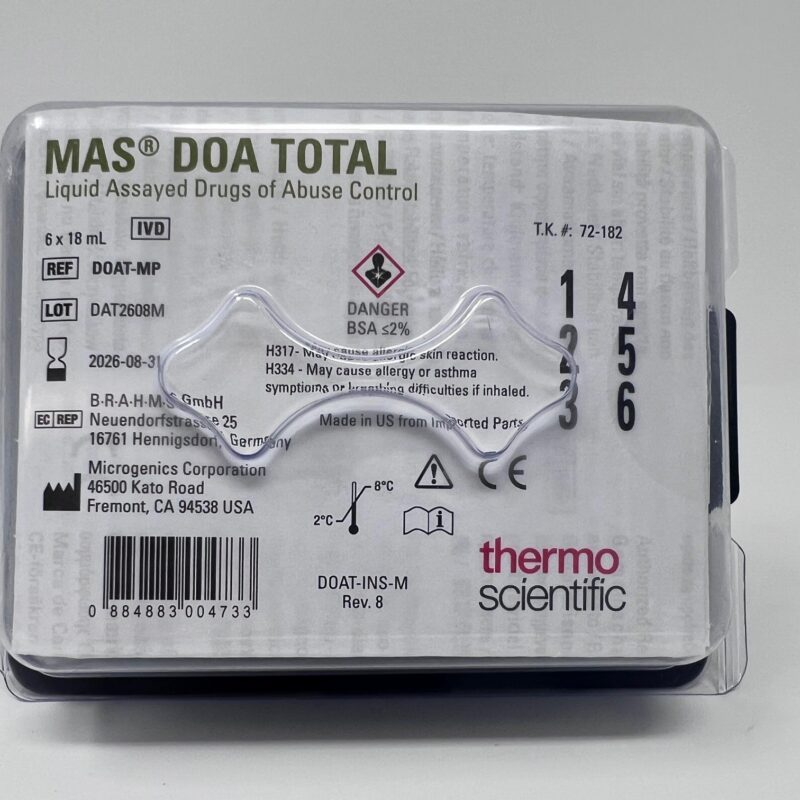 MAS® DOA TOTAL
Liquid Assayed Drugs of Abuse Control
6 x 18 mL IVD
T.K. #: 72-182
REF DOAT-MP
LOT DAT2608M
2026-08-31
DANGER
BSA ≤2%
H317- May cause allergic skin reaction.
H334 - May cause allergy or asthma
symptoms or breathing difficulties if inhaled.
Made in US from Imported Parts
1 4
2 5
3 6
EC REP
B·R·A·H·M·S GmbH
Neuendorfstrasse 25
16761 Hennigsdorf, Germany
Microgenics Corporation
46500 Kato Road
Fremont, CA 94538 USA
2°C
8°C
i
CE
0 884883 004733
DOAT-INS-M
Rev. 8
thermo
scientific